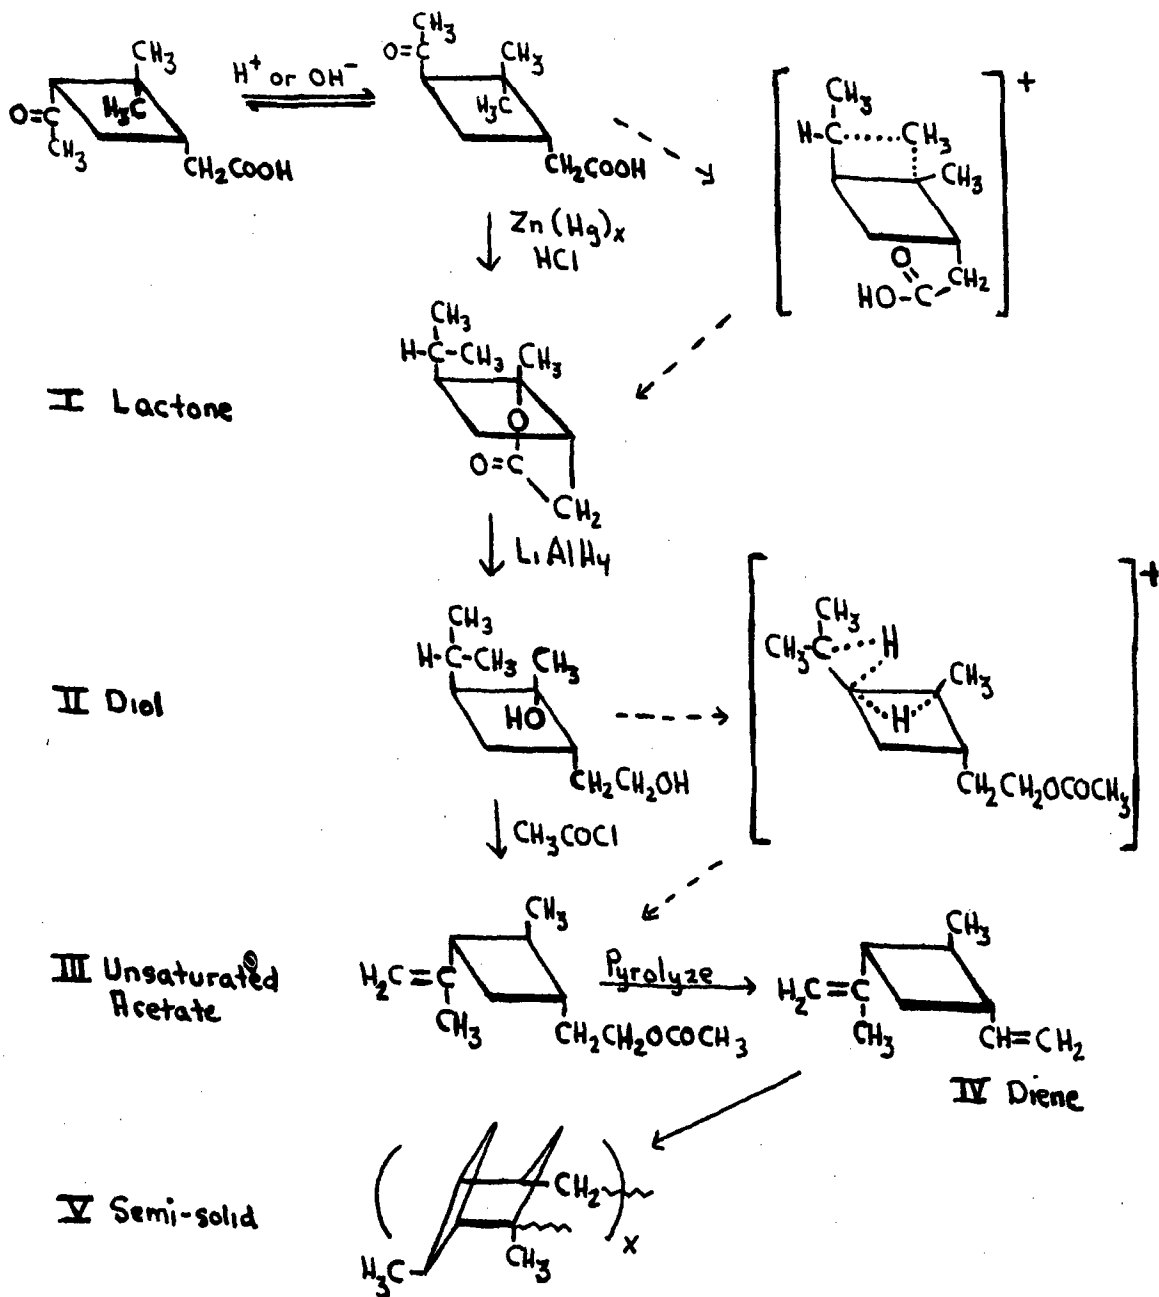 CH3
O=C
CH3
H3C
CH3
CH2COOH
H+ or OH-
CH3
O=C
CH3
H3C
CH2COOH
[ ]+
CH3
H-C······CH3
CH3
CH2
O
HO-C
Zn(Hg)x
HCl
I Lactone
CH3
H-C-CH3
CH3
O
O=C
CH2
LiAlH4
II Diol
CH3
H-C-CH3
CH3
HO
CH2CH2OH
[ ]+
CH3
CH3-C····H
CH3
H
CH2CH2OCOCH3
CH3COCl
III Unsaturated
Acetate
CH3
H2C=C
CH3
CH2CH2OCOCH3
Pyrolyze
CH3
H2C=C
CH3
CH=CH2
IV Diene
V Semi-solid
( )x
CH2
H3C
CH3